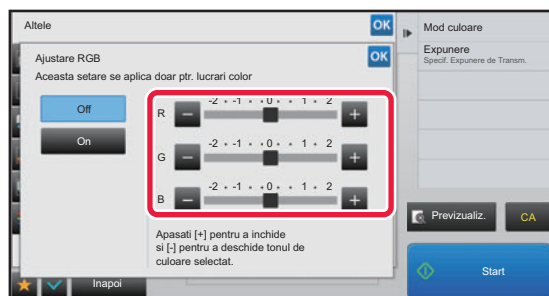 Altele
OK
Mod culoare
Expunere
Specif. Expunere de Transm.
Ajustare RGB
OK
Aceasta setare se aplica doar ptr. lucrari color
Off
On
R
-2 -1 0 1 2
G
-2 -1 0 1 2
B
-2 -1 0 1 2
Apasati [+] pentru a inchide
si [-] pentru a deschide tonul de
culoare selectat.
Previzualiz.
CA
Start
Inapoi